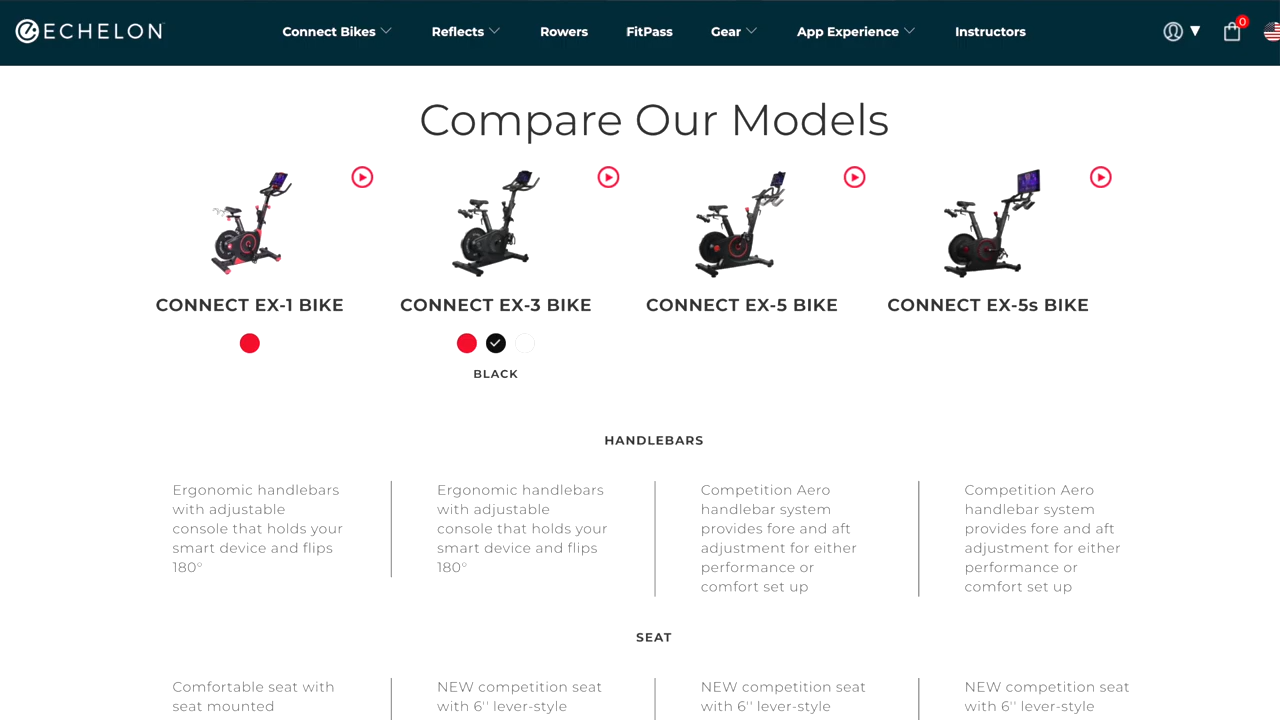 ECHELON
Connect Bikes
Reflects
Rowers
FitPass
Gear
App Experience
Instructors
0
Compare Our Models
CONNECT EX-1 BIKE
CONNECT EX-3 BIKE
CONNECT EX-5 BIKE
CONNECT EX-5s BIKE
BLACK
HANDLEBARS
Ergonomic handlebars
with adjustable
console that holds your
smart device and flips
180°
Ergonomic handlebars
with adjustable
console that holds your
smart device and flips
180°
Competition Aero
handlebar system
provides fore and aft
adjustment for either
performance or
comfort set up
Competition Aero
handlebar system
provides fore and aft
adjustment for either
performance or
comfort set up
SEAT
Comfortable seat with
seat mounted
NEW competition seat
with 6'' lever-style
NEW competition seat
with 6'' lever-style
NEW competition seat
with 6'' lever-style